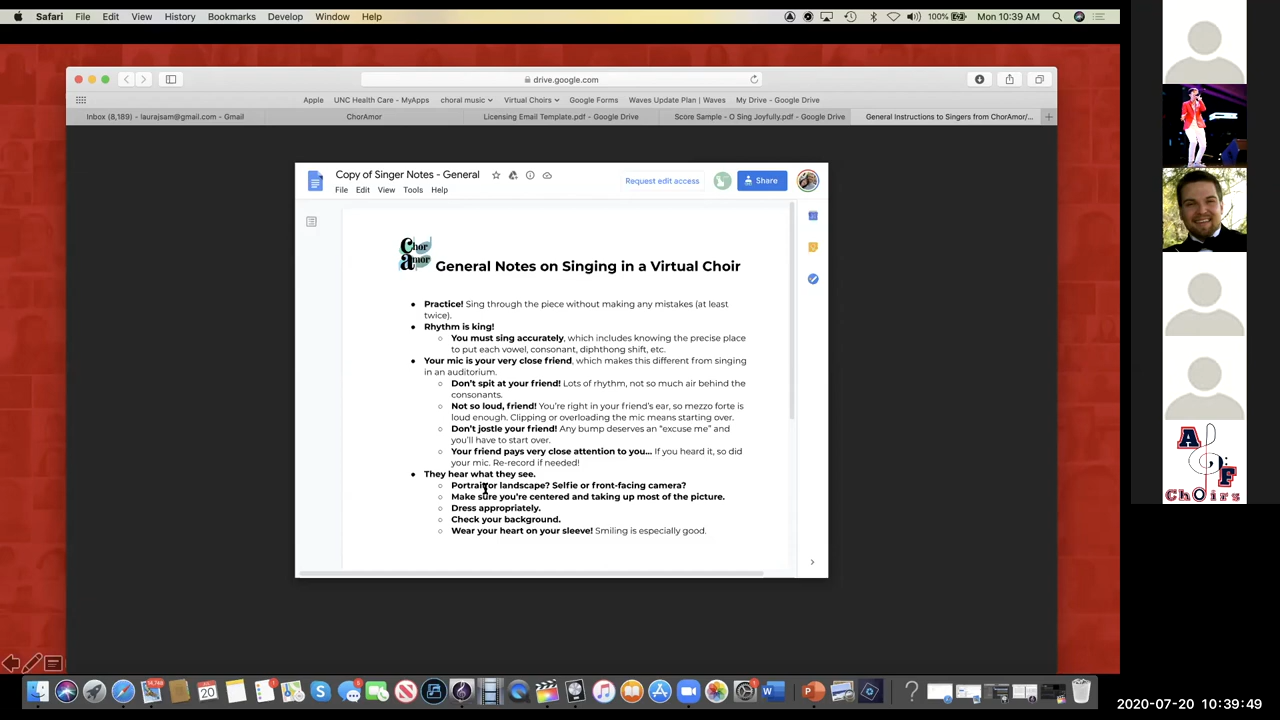 Safari File Edit View History Bookmarks Develop Window Help 100% Mon 10:39 AM
drive.google.com
Apple UNC Health Care - MyApps choral music Virtual Choirs Google Forms Waves Update Plan | Waves My Drive - Google Drive
Inbox (8,189) - laurajsam@gmail.com - Gmail ChorAmor Licensing Email Template.pdf - Google Drive Score Sample - O Sing Joyfully.pdf - Google Drive General Instructions to Singers from ChorAmor/...
Copy of Singer Notes - General
File Edit View Tools Help
Request edit access
Share
Chor
Amor
General Notes on Singing in a Virtual Choir
Practice! Sing through the piece without making any mistakes (at least
twice).
Rhythm is king!
You must sing accurately, which includes knowing the precise place
to put each vowel, consonant, diphthong shift, etc.
Your mic is your very close friend, which makes this different from singing
in an auditorium.
Don't spit at your friend! Lots of rhythm, not so much air behind the
consonants.
Not so loud, friend! You're right in your friend's ear, so mezzo forte is
loud enough. Clipping or overloading the mic means starting over.
Don't jostle your friend! Any bump deserves an "excuse me" and
you'll have to start over.
Your friend pays very close attention to you... If you heard it, so did
your mic. Re-record if needed!
They hear what they see.
Portrait or landscape? Selfie or front-facing camera?
Make sure you're centered and taking up most of the picture.
Dress appropriately.
Check your background.
Wear your heart on your sleeve! Smiling is especially good.
A F
Choirs
JUL
20
2020-07-20 10:39:49